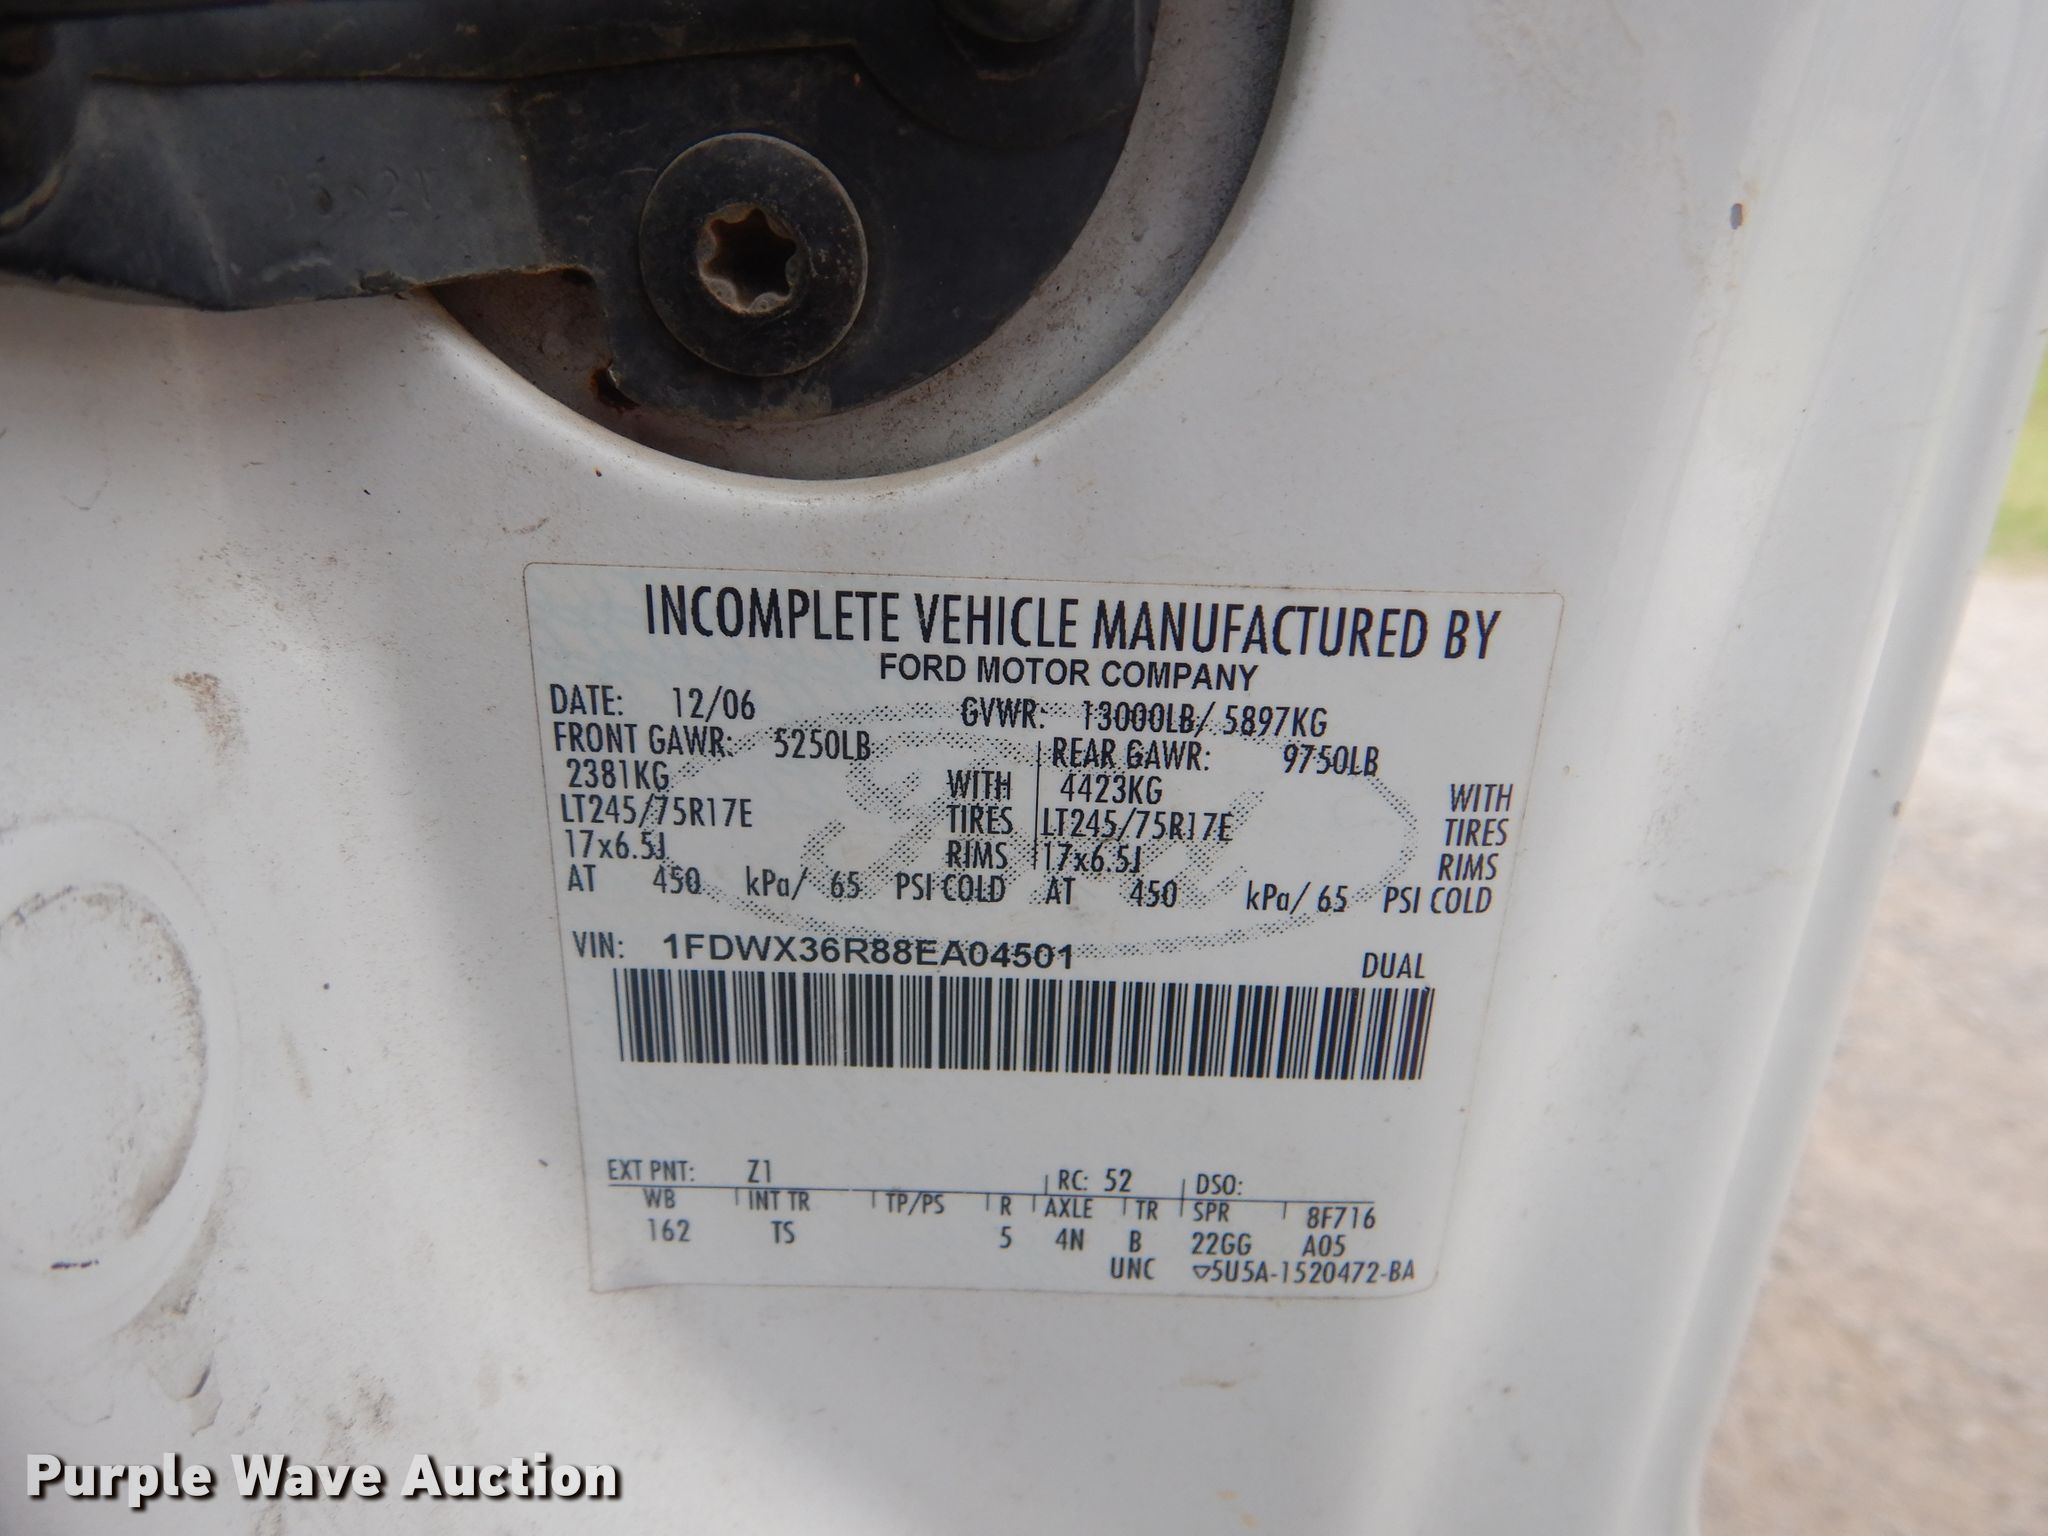 INCOMPLETE VEHICLE MANUFACTURED BY
FORD MOTOR COMPANY
DATE: 12/06 GVWR: 13000LB/ 5897KG
FRONT GAWR: 5250LB REAR GAWR: 9750LB
2381KG WITH 4423KG WITH
LT245/75R17E TIRES LT245/75R17E TIRES
17x6.5J RIMS 17x6.5J RIMS
AT 450 kPa/ 65 PSI COLD AT 450 kPa/ 65 PSI COLD
VIN: 1FDWX36R88EA04501 DUAL
EXT PNT: Z1 RC: 52 DSO:
WB INT TR TP/PS R AXLE TR SPR 8F716
162 TS 5 4N B 22GG A05
UNC 5U5A-1520472-BA
Purple Wave Auction